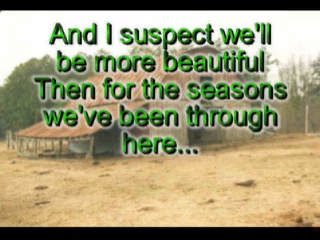 And I suspect we'll
be more beautiful
Then for the seasons
we've been through
here...